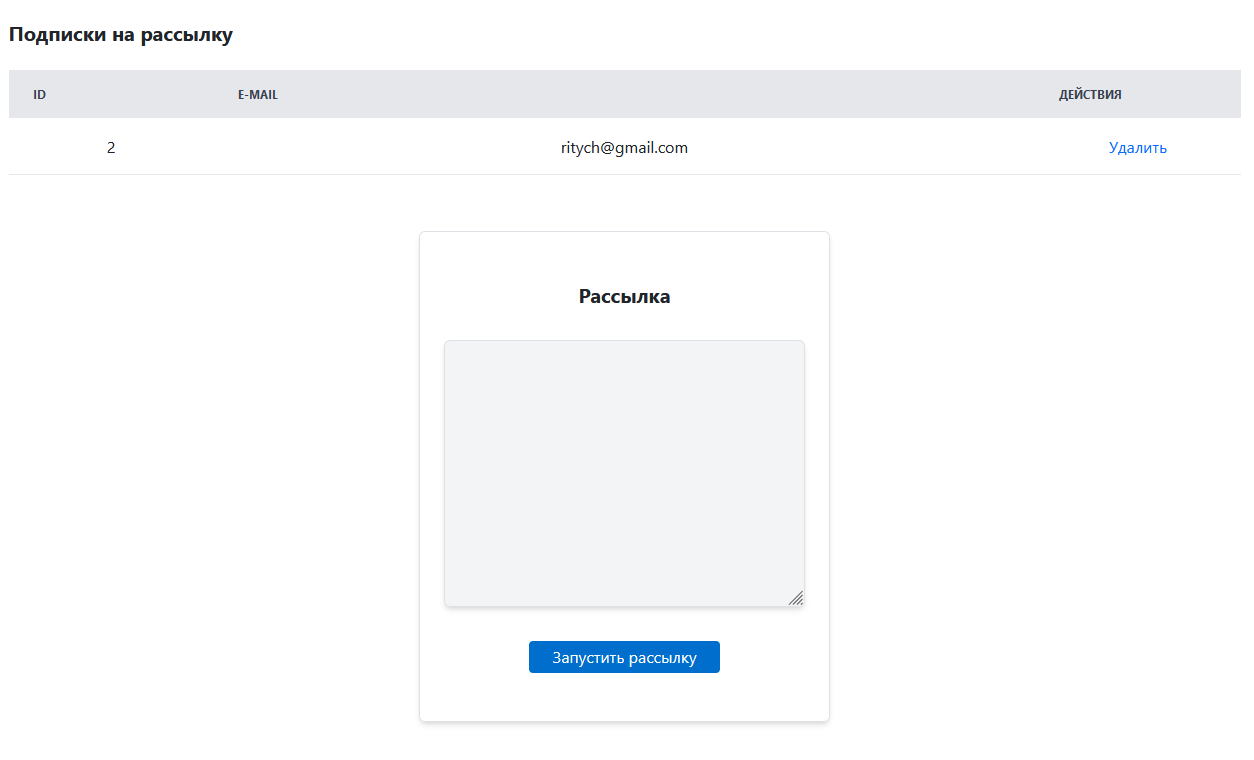 Подписки на рассылку
ID E-MAIL ДЕЙСТВИЯ
2 ritych@gmail.com Удалить
Рассылка
Запустить рассылку